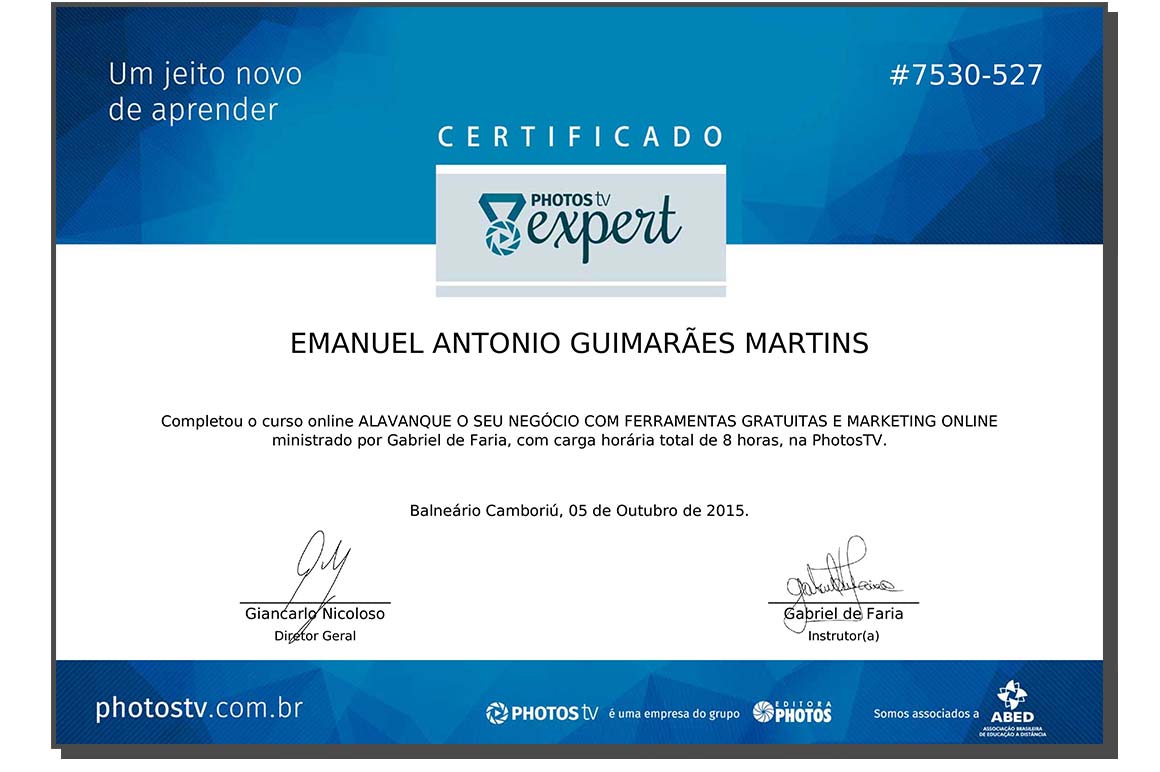 Um jeito novo
de aprender
#7530-527
CERTIFICADO
PHOTOS tv
expert
EMANUEL ANTONIO GUIMARÃES MARTINS
Completou o curso online ALAVANQUE O SEU NEGÓCIO COM FERRAMENTAS GRATUITAS E MARKETING ONLINE
ministrado por Gabriel de Faria, com carga horária total de 8 horas, na PhotosTV.
Balneário Camboriú, 05 de Outubro de 2015.
Giancarlo Nicoloso
Diretor Geral
Gabriel de Faria
Instrutor(a)
photostv.com.br
PHOTOS tv é uma empresa do grupo EDITORA PHOTOS
Somos associados a ABED
ASSOCIAÇÃO BRASILEIRA
DE EDUCAÇÃO A DISTÂNCIA